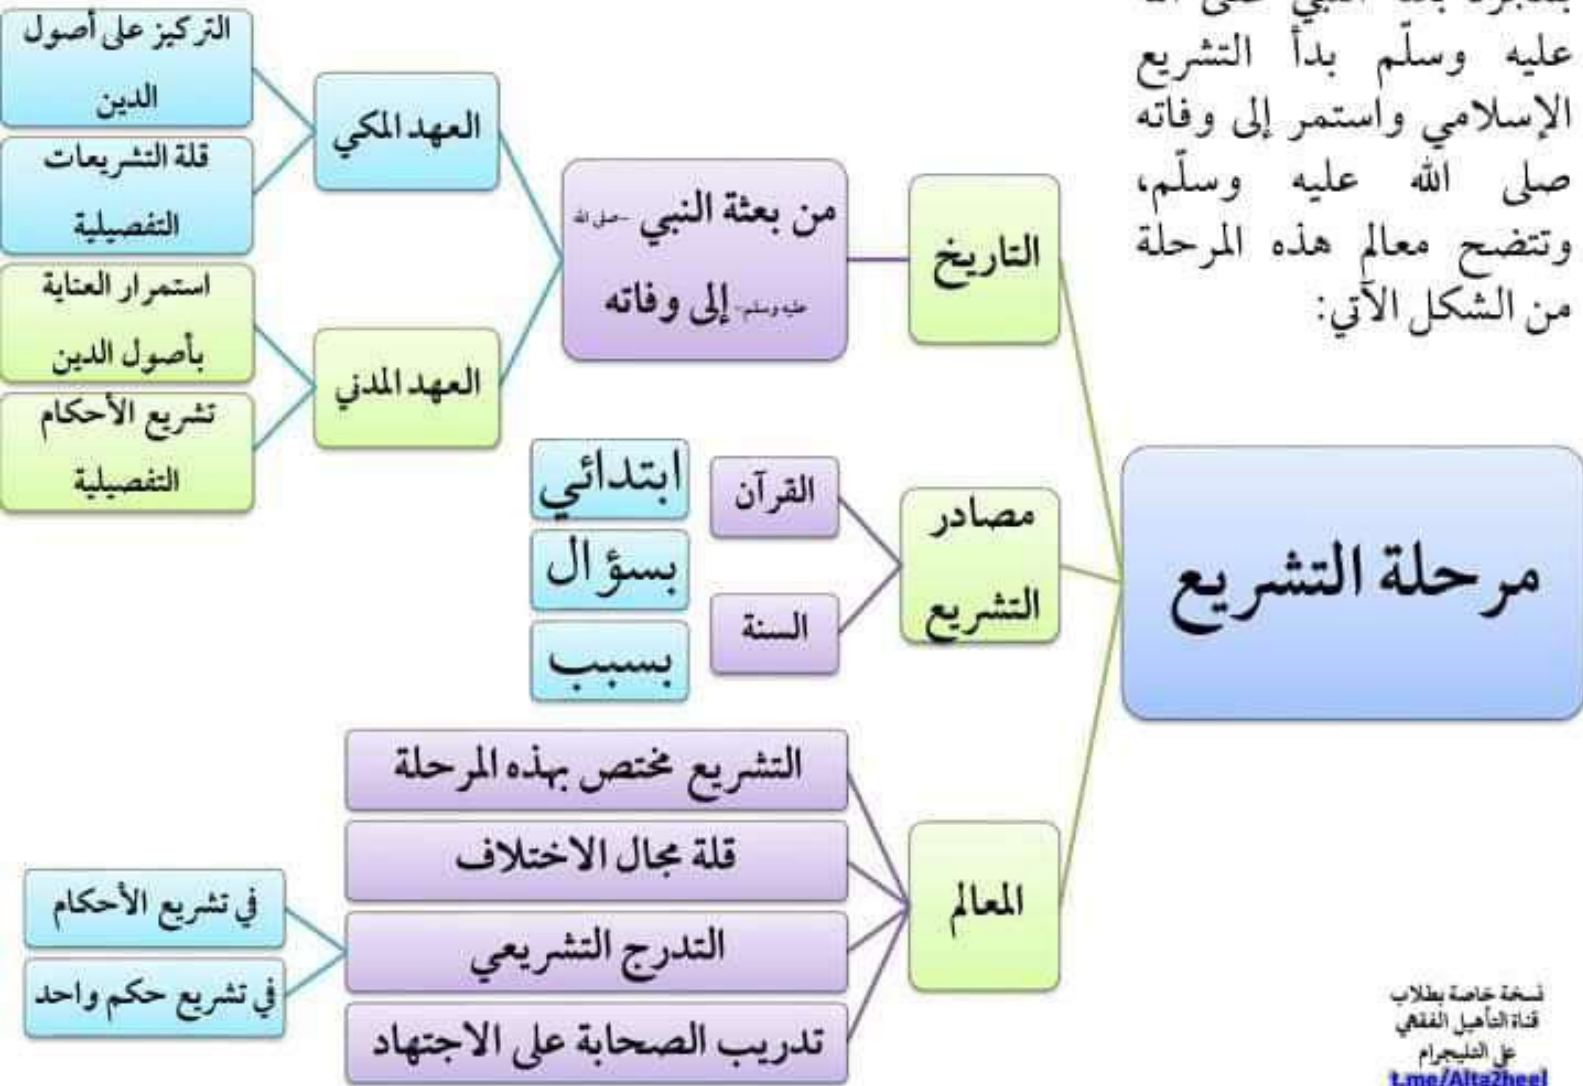 عليه وسلّم بدأ التشريع
الإسلامي واستمر إلى وفاته
صلى الله عليه وسلّم،
وتتضح معالم هذه المرحلة
من الشكل الآتي:
مرحلة التشريع
التاريخ
من بعثة النبي -صلى الله
عليه وسلم- إلى وفاته
العهد المكي
التركيز على أصول
الدين
قلة التشريعات
التفصيلية
العهد المدني
استمرار العناية
بأصول الدين
تشريع الأحكام
التفصيلية
مصادر
التشريع
القرآن
السنة
ابتدائي
بسؤال
بسبب
المعالم
التشريع مختص بهذه المرحلة
قلة مجال الاختلاف
التدرج التشريعي
في تشريع الأحكام
في تشريع حكم واحد
تدريب الصحابة على الاجتهاد
نسخة خاصة بطلاب
قناة التأهيل الفقهي
على التليجرام
t.me/Alta2heel